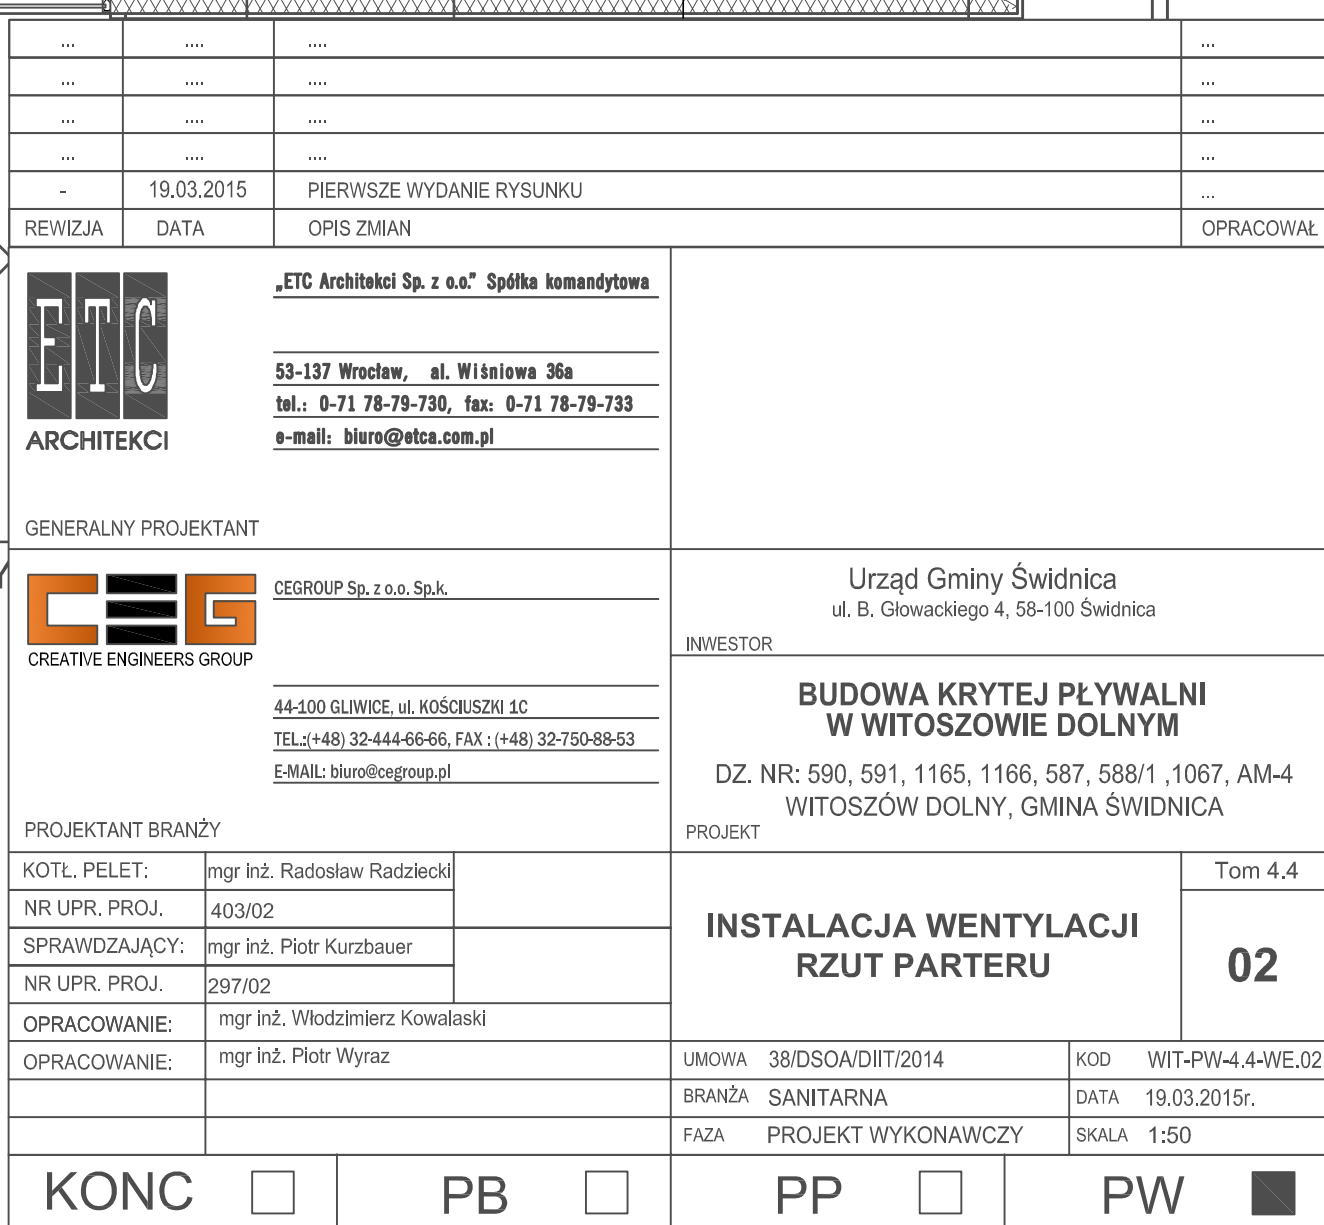 ... .... .... ...
... .... .... ...
... .... .... ...
... .... .... ...
- 19.03.2015 PIERWSZE WYDANIE RYSUNKU ...
REWIZJA DATA OPIS ZMIAN OPRACOWAŁ
ETC
ARCHITEKCI
„ETC Architekci Sp. z o.o.” Spółka komandytowa
53-137 Wrocław, al. Wiśniowa 36a
tel.: 0-71 78-79-730, fax: 0-71 78-79-733
e-mail: biuro@etca.com.pl
GENERALNY PROJEKTANT
CEG
CREATIVE ENGINEERS GROUP
CEGROUP Sp. z o.o. Sp.k.
44-100 GLIWICE, ul. KOŚCIUSZKI 1C
TEL.:(+48) 32-444-66-66, FAX : (+48) 32-750-88-53
E-MAIL: biuro@cegroup.pl
PROJEKTANT BRANŻY
Urząd Gminy Świdnica
ul. B. Głowackiego 4, 58-100 Świdnica
INWESTOR
BUDOWA KRYTEJ PŁYWALNI
W WITOSZOWIE DOLNYM
DZ. NR: 590, 591, 1165, 1166, 587, 588/1 ,1067, AM-4
WITOSZÓW DOLNY, GMINA ŚWIDNICA
PROJEKT
KOTŁ. PELET: mgr inż. Radosław Radziecki
NR UPR. PROJ. 403/02
SPRAWDZAJĄCY: mgr inż. Piotr Kurzbauer
NR UPR. PROJ. 297/02
OPRACOWANIE: mgr inż. Włodzimierz Kowalaski
OPRACOWANIE: mgr inż. Piotr Wyraz
INSTALACJA WENTYLACJI
RZUT PARTERU
Tom 4.4
02
UMOWA 38/DSOA/DIIT/2014 KOD WIT-PW-4.4-WE.02
BRANŻA SANITARNA DATA 19.03.2015r.
FAZA PROJEKT WYKONAWCZY SKALA 1:50
KONC PB PP PW